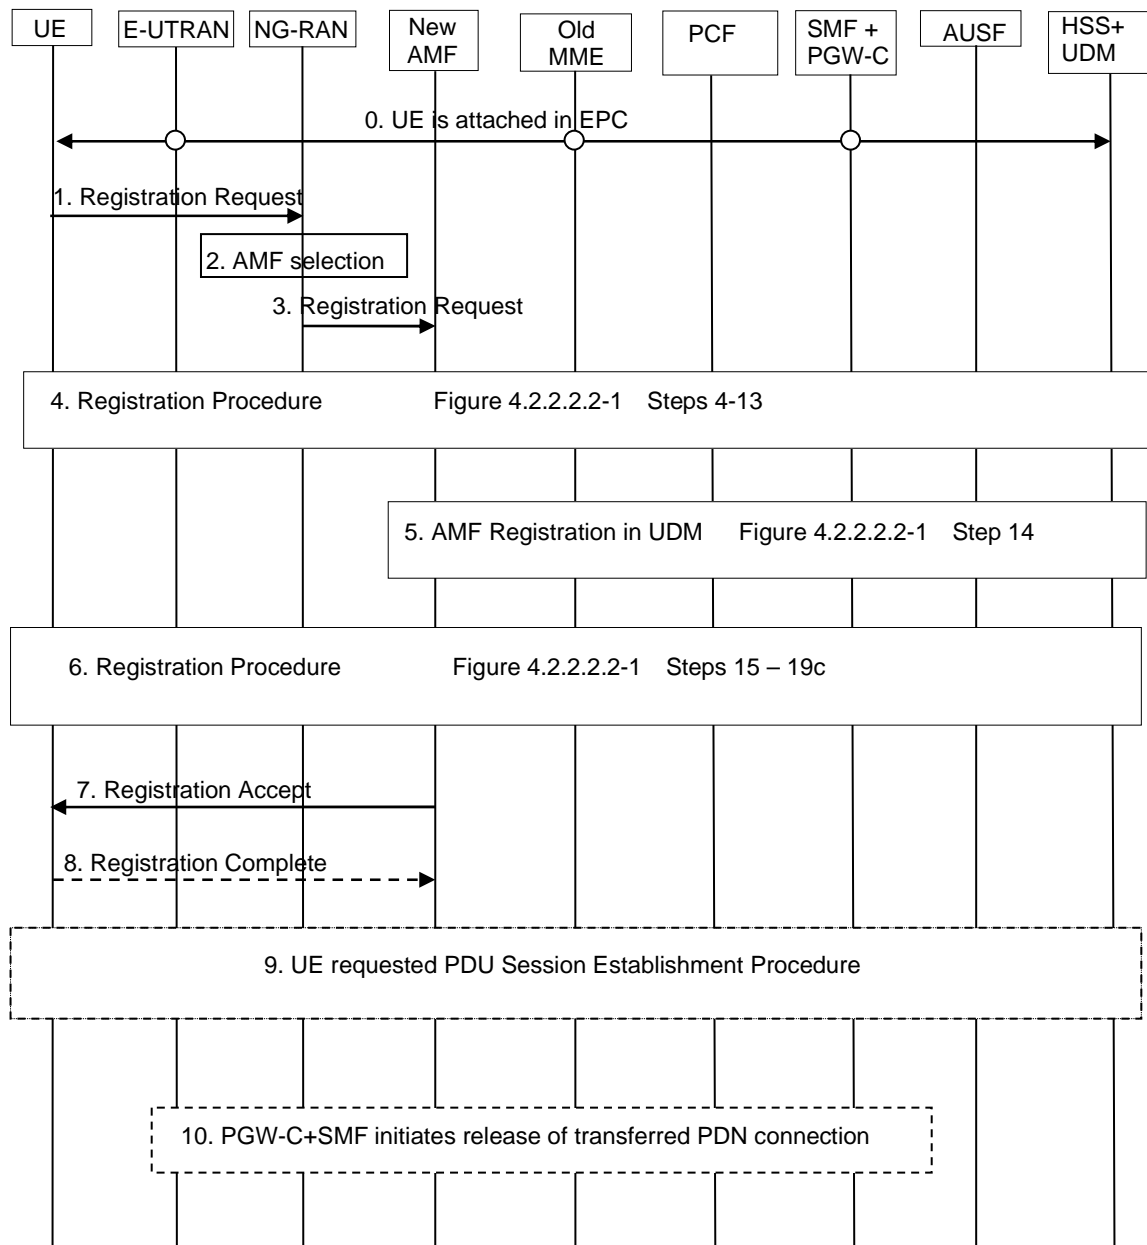 UE
E-UTRAN
NG-RAN
New
AMF
Old
MME
PCF
SMF +
PGW-C
AUSF
HSS+
UDM
0. UE is attached in EPC
1. Registration Request
2. AMF selection
3. Registration Request
4. Registration Procedure Figure 4.2.2.2.2-1 Steps 4-13
5. AMF Registration in UDM Figure 4.2.2.2.2-1 Step 14
6. Registration Procedure Figure 4.2.2.2.2-1 Steps 15 – 19c
7. Registration Accept
8. Registration Complete
9. UE requested PDU Session Establishment Procedure
10. PGW-C+SMF initiates release of transferred PDN connection